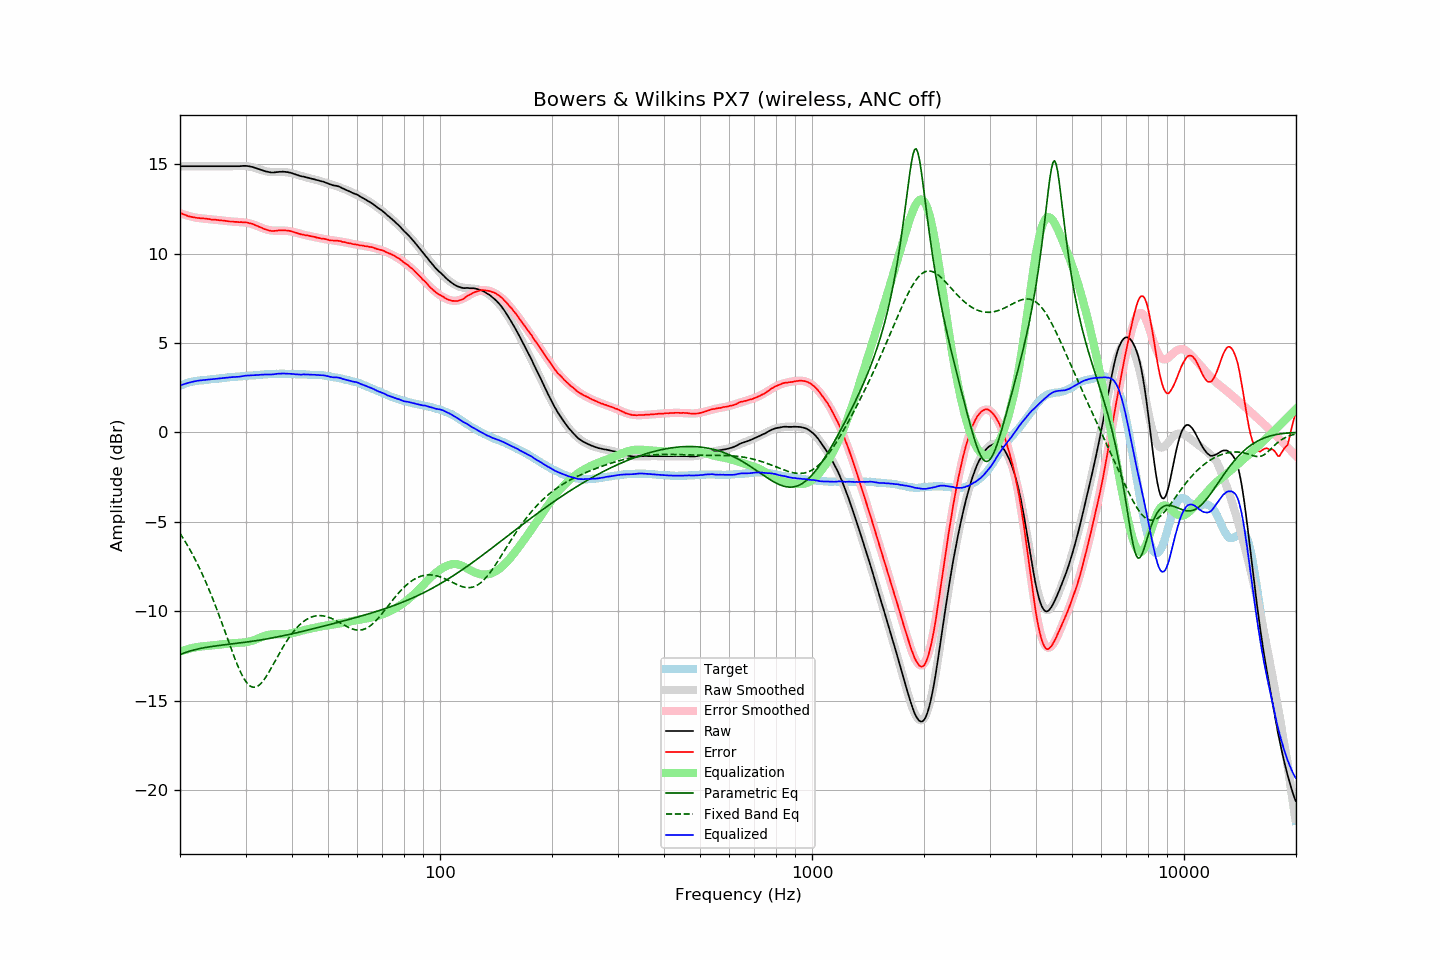 Bowers & Wilkins PX7 (wireless, ANC off)
15
10
5
0
−5
−10
−15
−20
Amplitude (dBr)
Target
Raw Smoothed
Error Smoothed
Raw
Error
Equalization
Parametric Eq
Fixed Band Eq
Equalized
100 1000 10000
Frequency (Hz)